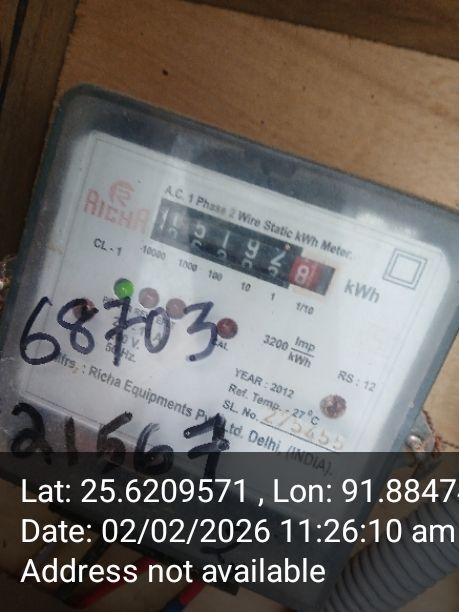 RICHA
A.C. 1 Phase 2 Wire Static kWh Meter.
CL - 1
10000 1000 100 10 1 1/10
kWh
68703
3200 Imp/kWh
YEAR : 2012
RS : 12
Ref. Temp. 27°C
SL. No.
Mfrs. : Richa Equipments Pvt. Ltd. Delhi, (INDIA).
21567
Lat: 25.6209571 , Lon: 91.8847
Date: 02/02/2026 11:26:10 am
Address not available